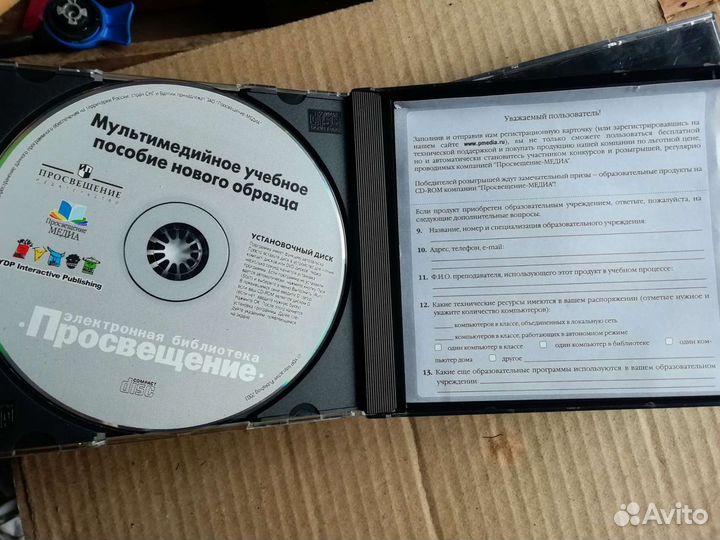 Мультимедийное учебное
пособие нового образца
ПРОСВЕЩЕНИЕ
ИЗДАТЕЛЬСТВО
Просвещение
МЕДИА
YDP Interactive Publishing
УСТАНОВОЧНЫЙ ДИСК
электронная библиотека
·Просвещение·
COMPACT
disc
Уважаемый пользователь!
Заполнив и отправив нам регистрационную карточку (или зарегистрировавшись на
нашем сайте www.pmedia.ru), вы не только сможете пользоваться бесплатной
технической поддержкой и покупать продукцию нашей компании по льготной цене,
но и автоматически становитесь участником конкурсов и розыгрышей, регулярно
проводимых компанией "Просвещение-МЕДИА".
Победителей розыгрышей ждут замечательный призы – образовательные продукты на
CD-ROM компании "Просвещение-МЕДИА"!
Если продукт приобретен образовательным учреждением, ответьте, пожалуйста, на
следующие дополнительные вопросы.
9. Название, номер и специализация образовательного учреждения:
10. Адрес, телефон, e-mail:
11. Ф.И.О. преподавателя, использующего этот продукт в учебном процессе:
12. Какие технические ресурсы имеются в вашем распоряжении (отметьте нужное и
укажите количество компьютеров):
компьютеров в классе, объединенных в локальную сеть
компьютеров в классе, работающих в автономном режиме
один компьютер в классе один компьютер в библиотеке один ком-
пьютер дома другое
13. Какие еще образовательные программы используются в вашем образовательном
учреждении
Avito